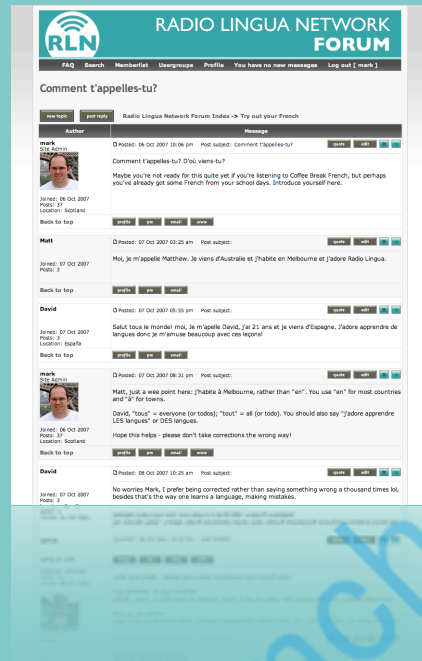 RLN
RADIO LINGUA NETWORK
FORUM
FAQ Search Memberlist Usergroups Profile You have no new messages Log out [ mark ]
Comment t'appelles-tu?
new topic post reply Radio Lingua Network Forum Index -> Try out your French
Author Message
mark
Site Admin
Posted: 06 Oct 2007 10:06 pm Post subject: Comment t'appelles-tu?
quote edit
Comment t'appelles-tu? D'où viens-tu?
Maybe you're not ready for this quite yet if you're listening to Coffee Break French, but perhaps
you've already got some French from your school days. Introduce yourself here.
Joined: 06 Oct 2007
Posts: 37
Location: Scotland
Back to top profile pm email www
Matt Posted: 07 Oct 2007 03:25 am Post subject: quote edit
Moi, je m'appelle Matthew. Je viens d'Australie et j'habite en Melbourne et j'adore Radio Lingua.
Joined: 07 Oct 2007
Posts: 3
Back to top profile pm email
David Posted: 07 Oct 2007 05:55 pm Post subject: quote edit
Salut tous le monde! moi, Je m'apelle David, j'ai 21 ans et je viens d'Espagne. J'adore apprendre de
langues donc je m'amuse beaucoup avec ces leçons!
Joined: 07 Oct 2007
Posts: 3
Location: España
Back to top profile pm email
mark
Site Admin
Posted: 07 Oct 2007 08:31 pm Post subject: quote edit
Matt, just a wee point here: j'habite à Melbourne, rather than "en". You use "en" for most countries
and "à" for towns.
David, "tous" = everyone (or todos); "tout" = all (or todo). You should also say "j'adore apprendre
LES langues" or DES langues.
Hope this helps - please don't take corrections the wrong way!
Joined: 06 Oct 2007
Posts: 37
Location: Scotland
Back to top profile pm email www
David Posted: 08 Oct 2007 10:25 am Post subject: quote edit
No worries Mark, I prefer being corrected rather than saying something wrong a thousand times lol,
besides that's the way one learns a language, making mistakes.
Joined: 07 Oct 2007
Posts: 3